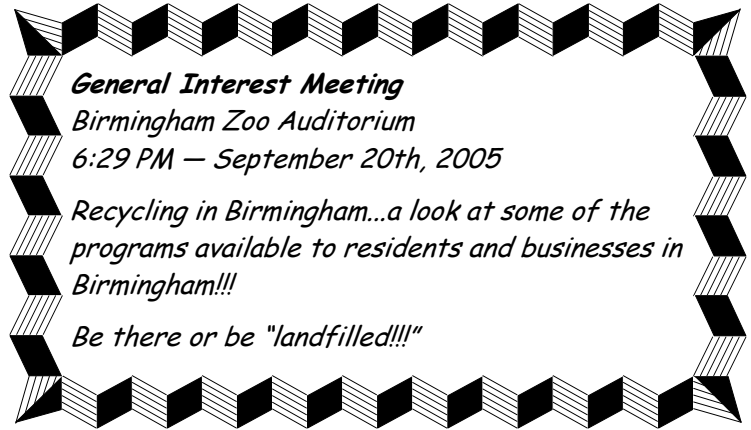 General Interest Meeting
Birmingham Zoo Auditorium
6:29 PM — September 20th, 2005
Recycling in Birmingham...a look at some of the
programs available to residents and businesses in
Birmingham!!!
Be there or be “landfilled!!!”